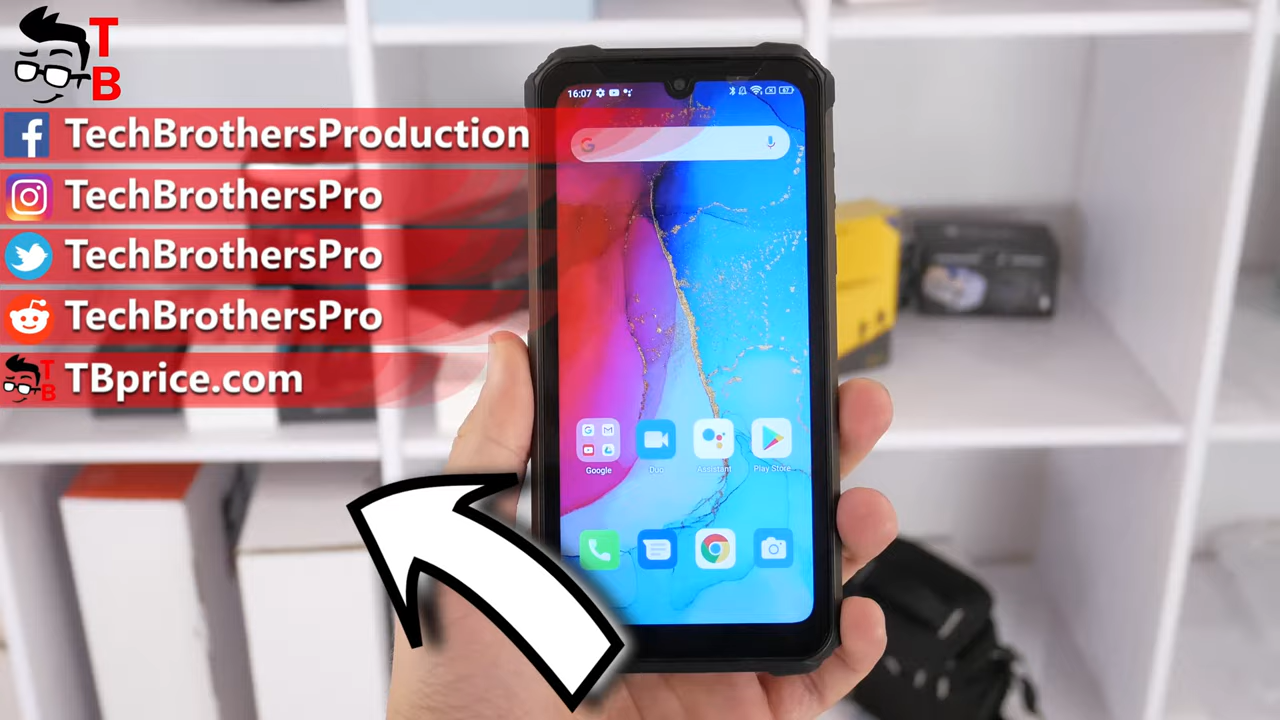 T
B
TechBrothersProduction
TechBrothersPro
TechBrothersPro
TechBrothersPro
TB
TBprice.com
16:07
Google
Duo
Assistant
Play Store